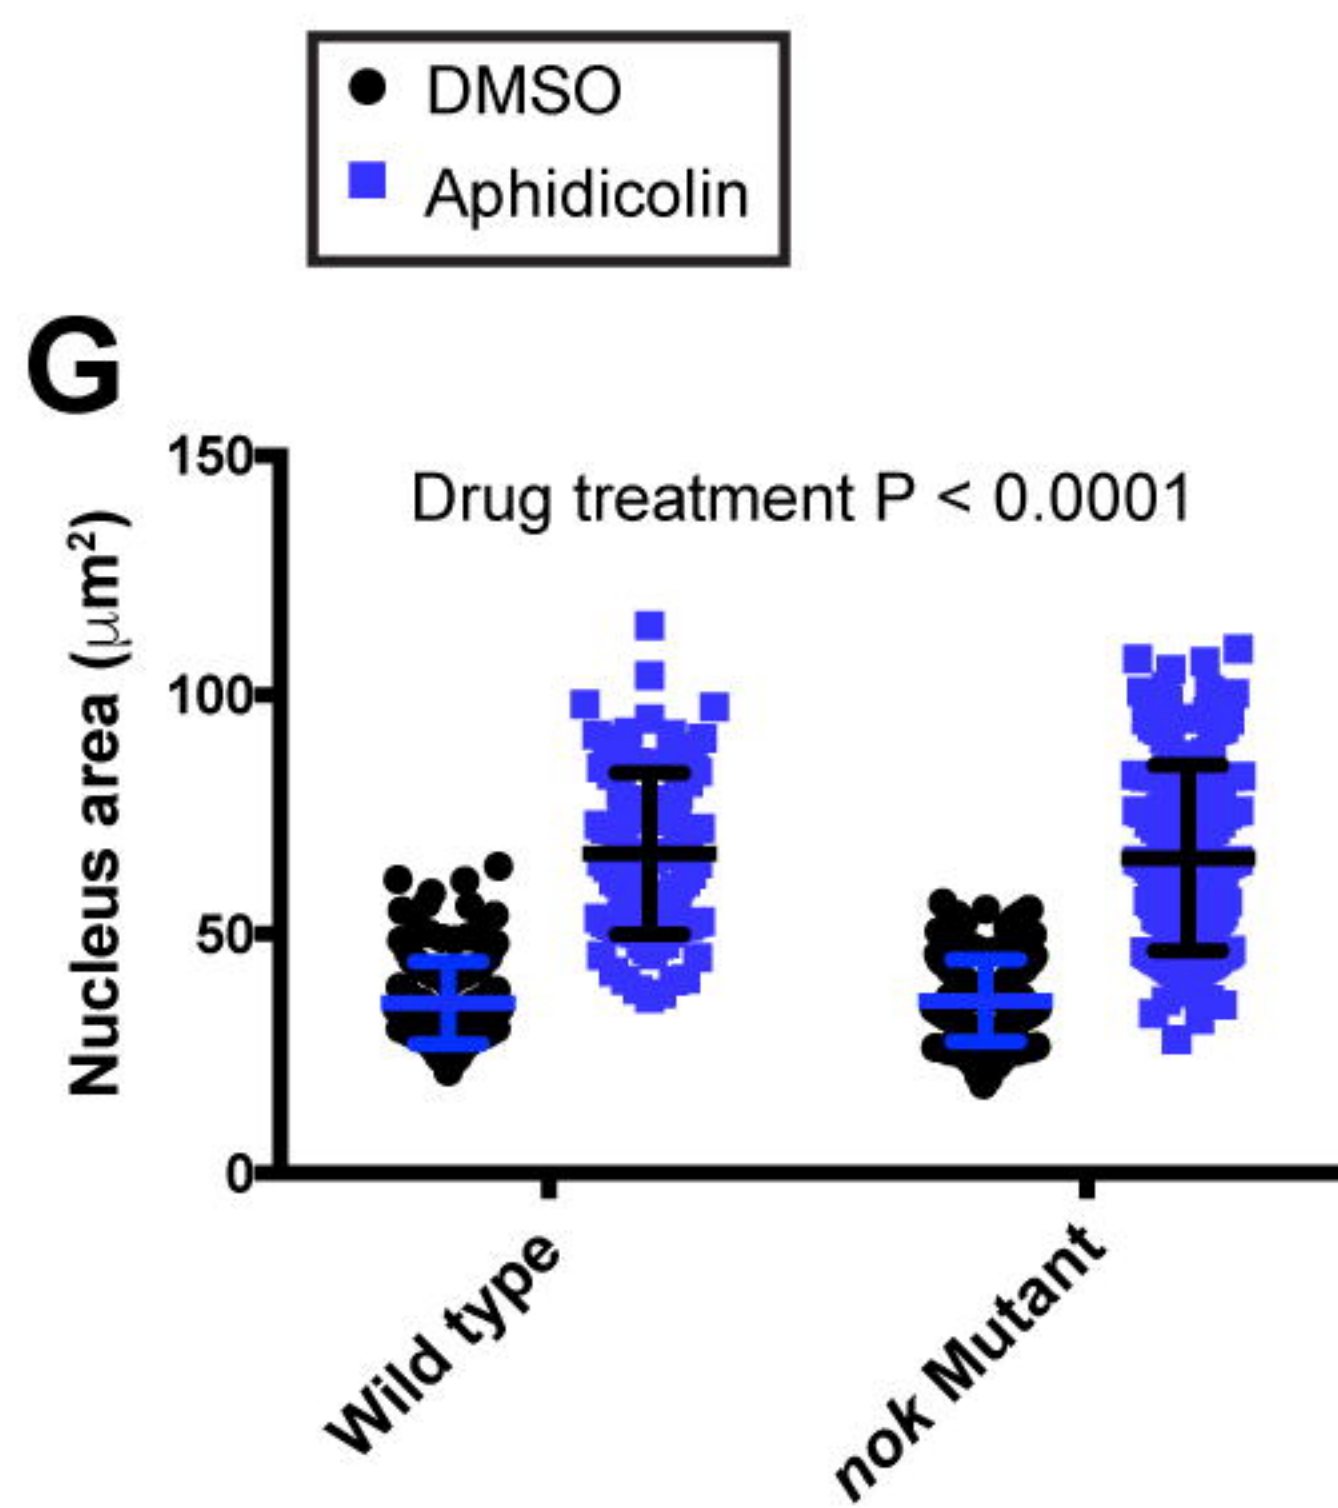 DMSO
Aphidicolin
G
150
Drug treatment P < 0.0001
Nucleus area (μm²)
100
50
0
Wild type
nok Mutant